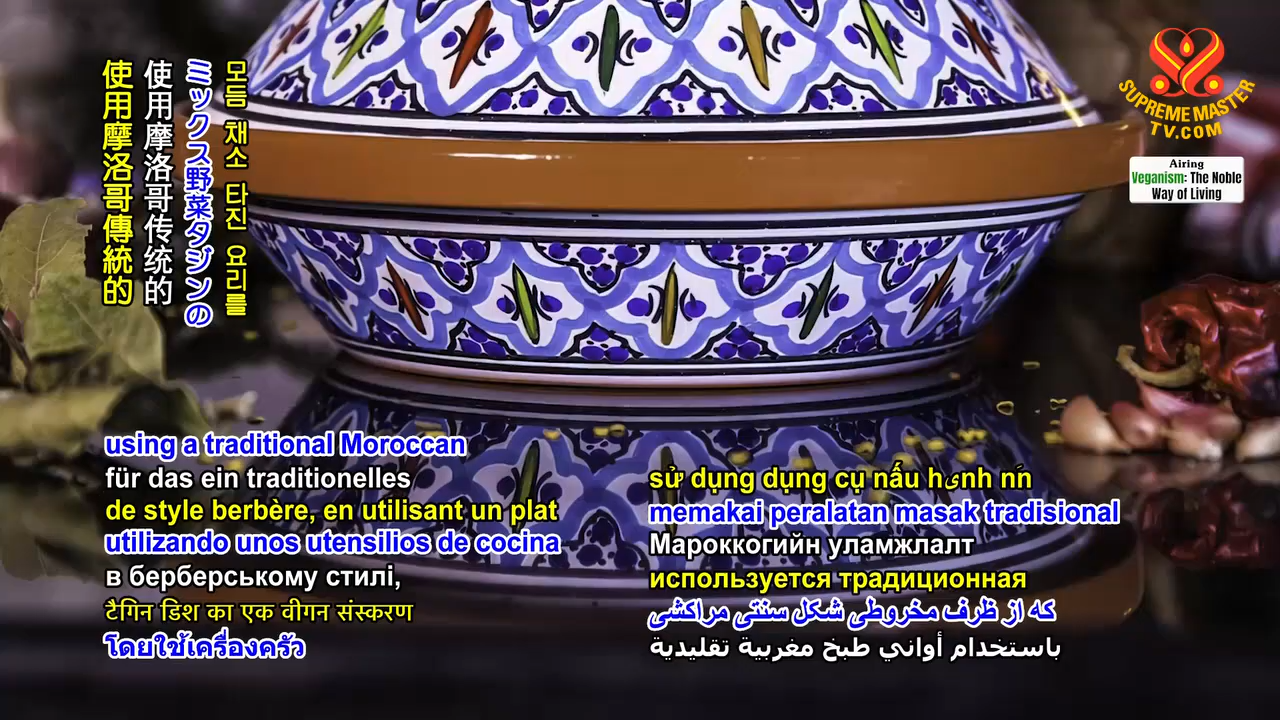 使用摩洛哥傳統的
使用摩洛哥传统的
ミックス野菜タジンの
모듬 채소 타진 요리를
SUPREME MASTER
TV.COM
Airing
Veganism: The Noble
Way of Living
using a traditional Moroccan
für das ein traditionelles
de style berbère, en utilisant un plat
utilizando unos utensilios de cocina
в берберському стилі,
टैगिन डिश का एक वीगन संस्करण
โดยใช้เครื่องครัว
sử dụng dụng cụ nấu hىnh
memakai peralatan masak tradisional
Мароккогийн уламжлалт
используется традиционная
که از ظرف مخروطی شکل سنتی مراکشی
باستخدام أواني طبخ مغربية تقليدية